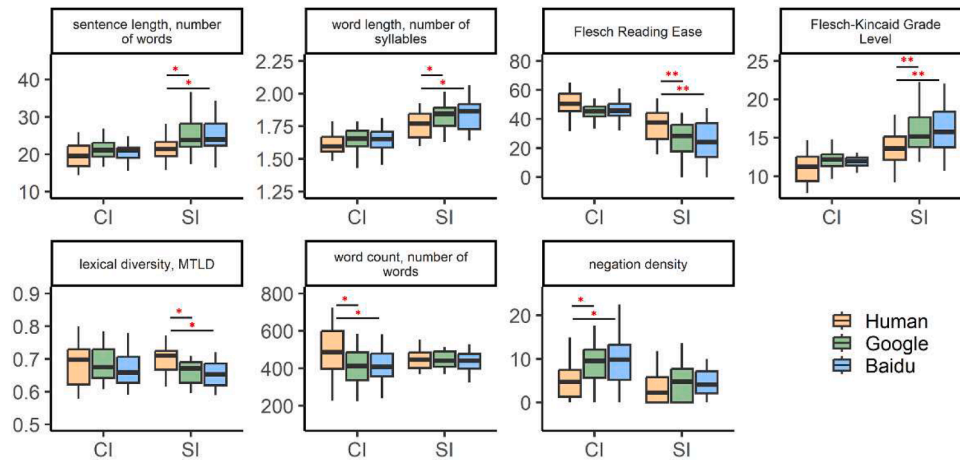 sentence length, number
of words
word length, number of
syllables
Flesch Reading Ease
Flesch-Kincaid Grade
Level
40
30
20
10
* 
*
CI
SI
2.25
2.00
1.75
1.50
1.25
*
*
CI
SI
80
60
40
20
0
**
**
CI
SI
25
20
15
10
**
**
CI
SI
lexical diversity, MTLD
word count, number of
words
negation density
0.9
0.8
0.7
0.6
0.5
*
*
CI
SI
800
600
400
200
*
*
CI
SI
20
10
0
*
*
CI
SI
Human
Google
Baidu